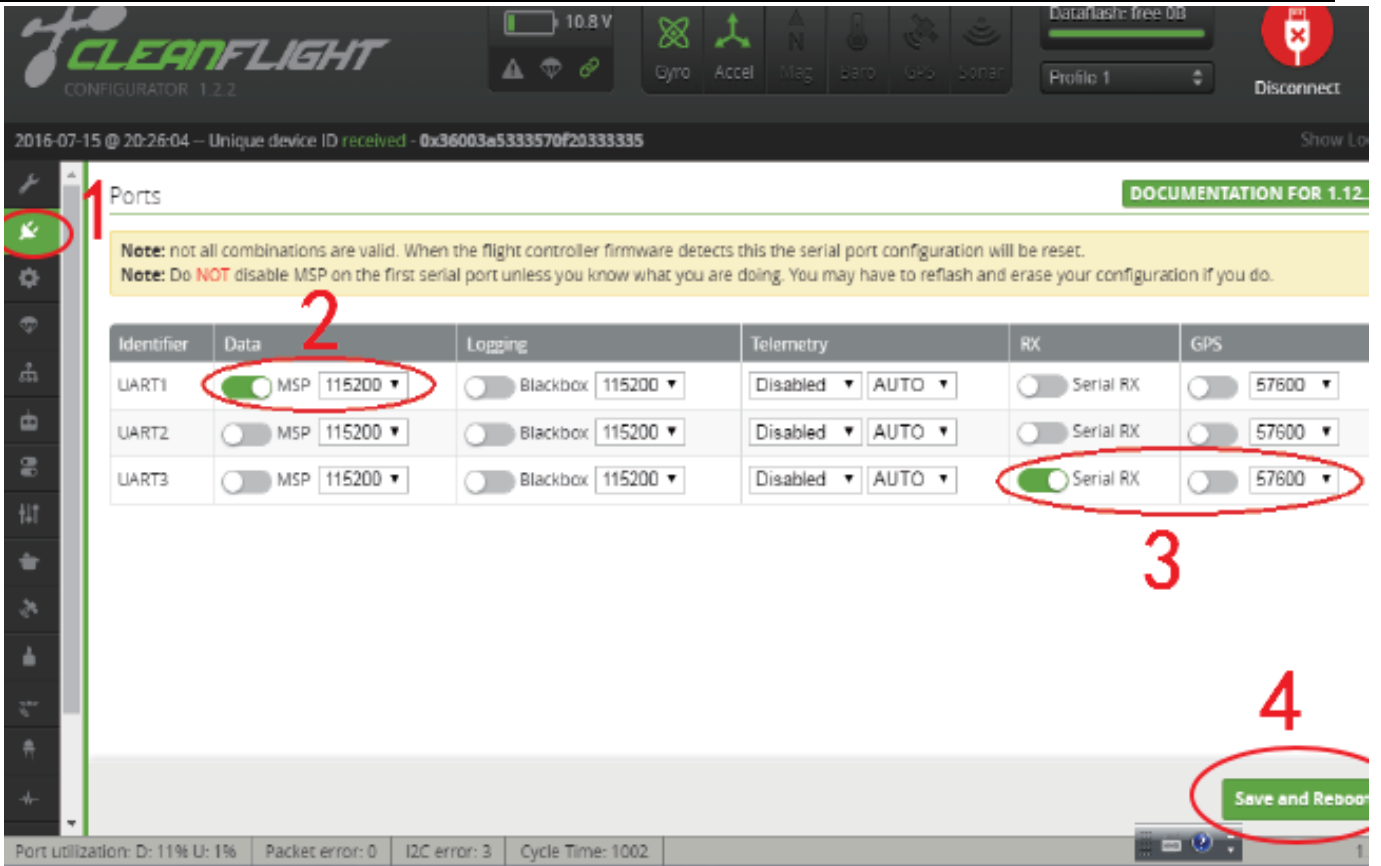 CLEANFLIGHT
CONFIGURATOR 1.2.2
10.8 V
Gyro Accel Mag Baro GPS Sonar
Dataflash: free 0B
Profile 1
Disconnect
2016-07-15 @ 20:26:04 -- Unique device ID received - 0x36003a5333570f20333335
Show Lo
1
Ports
DOCUMENTATION FOR 1.12.
Note: not all combinations are valid. When the flight controller firmware detects this the serial port configuration will be reset.
Note: Do NOT disable MSP on the first serial port unless you know what you are doing. You may have to reflash and erase your configuration if you do.
2
Identifier Data Logging Telemetry RX GPS
UART1 MSP 115200 Blackbox 115200 Disabled AUTO Serial RX 57600
UART2 MSP 115200 Blackbox 115200 Disabled AUTO Serial RX 57600
UART3 MSP 115200 Blackbox 115200 Disabled AUTO Serial RX 57600
3
4
Save and Reboot
Port utilization: D: 11% U: 1% Packet error: 0 I2C error: 3 Cycle Time: 1002 1